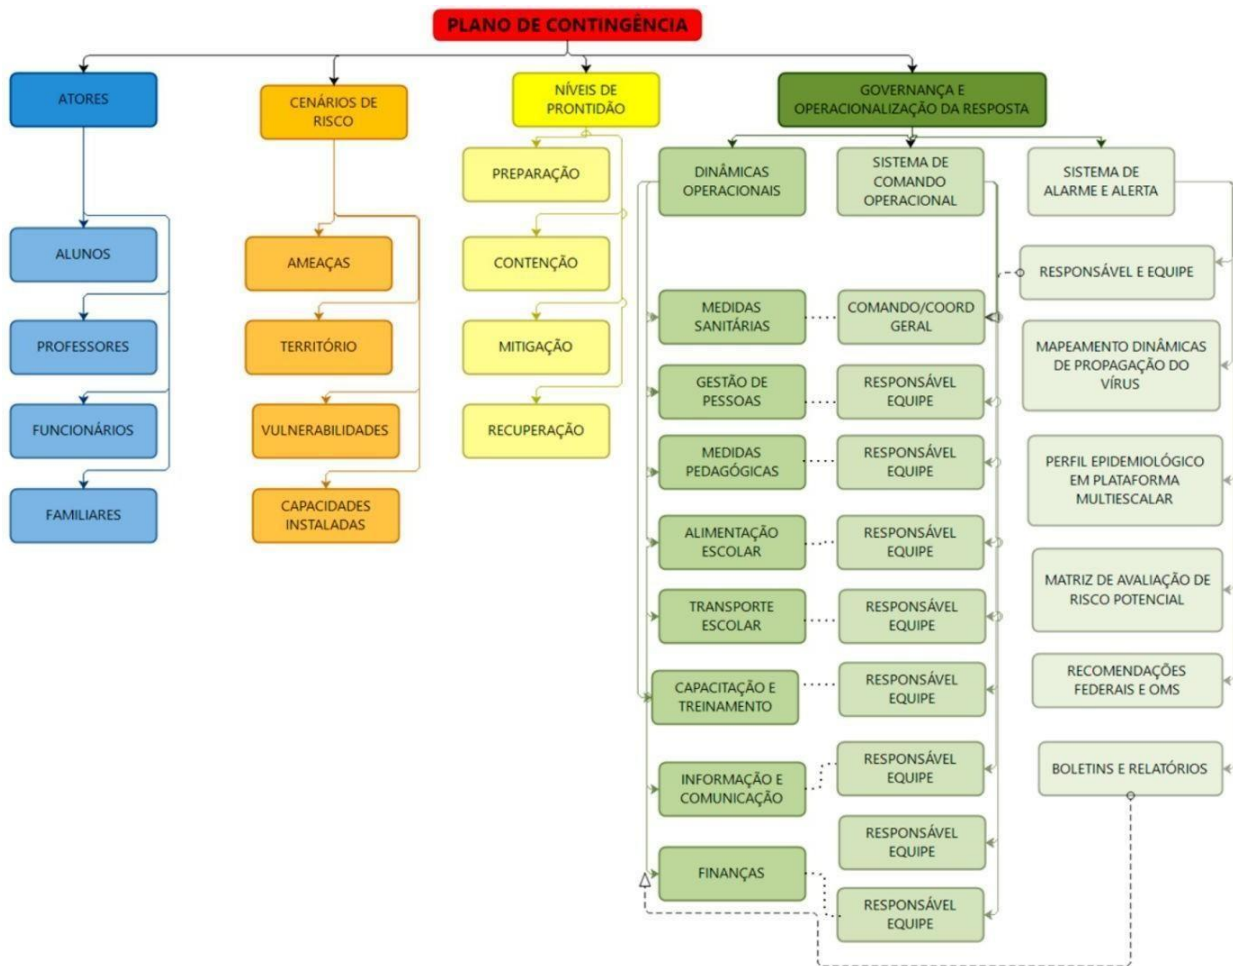 PLANO DE CONTINGÊNCIA
ATORES
CENÁRIOS DE
RISCO
NÍVEIS DE
PRONTIDÃO
GOVERNANÇA E
OPERACIONALIZAÇÃO DA RESPOSTA
ALUNOS
PROFESSORES
FUNCIONÁRIOS
FAMILIARES
AMEAÇAS
TERRITÓRIO
VULNERABILIDADES
CAPACIDADES
INSTALADAS
PREPARAÇÃO
CONTENÇÃO
MITIGAÇÃO
RECUPERAÇÃO
DINÂMICAS
OPERACIONAIS
MEDIDAS
SANITÁRIAS
GESTÃO DE
PESSOAS
MEDIDAS
PEDAGÓGICAS
ALIMENTAÇÃO
ESCOLAR
TRANSPORTE
ESCOLAR
CAPACITAÇÃO E
TREINAMENTO
INFORMAÇÃO E
COMUNICAÇÃO
FINANÇAS
SISTEMA DE
COMANDO
OPERACIONAL
COMANDO/COORD
GERAL
RESPONSÁVEL
EQUIPE
RESPONSÁVEL
EQUIPE
RESPONSÁVEL
EQUIPE
RESPONSÁVEL
EQUIPE
RESPONSÁVEL
EQUIPE
RESPONSÁVEL
EQUIPE
RESPONSÁVEL
EQUIPE
RESPONSÁVEL
EQUIPE
SISTEMA DE
ALARME E ALERTA
RESPONSÁVEL E EQUIPE
MAPEAMENTO DINÂMICAS
DE PROPAGAÇÃO DO
VÍRUS
PERFIL EPIDEMIOLÓGICO
EM PLATAFORMA
MULTIESCALAR
MATRIZ DE AVALIAÇÃO DE
RISCO POTENCIAL
RECOMENDAÇÕES
FEDERAIS E OMS
BOLETINS E RELATÓRIOS